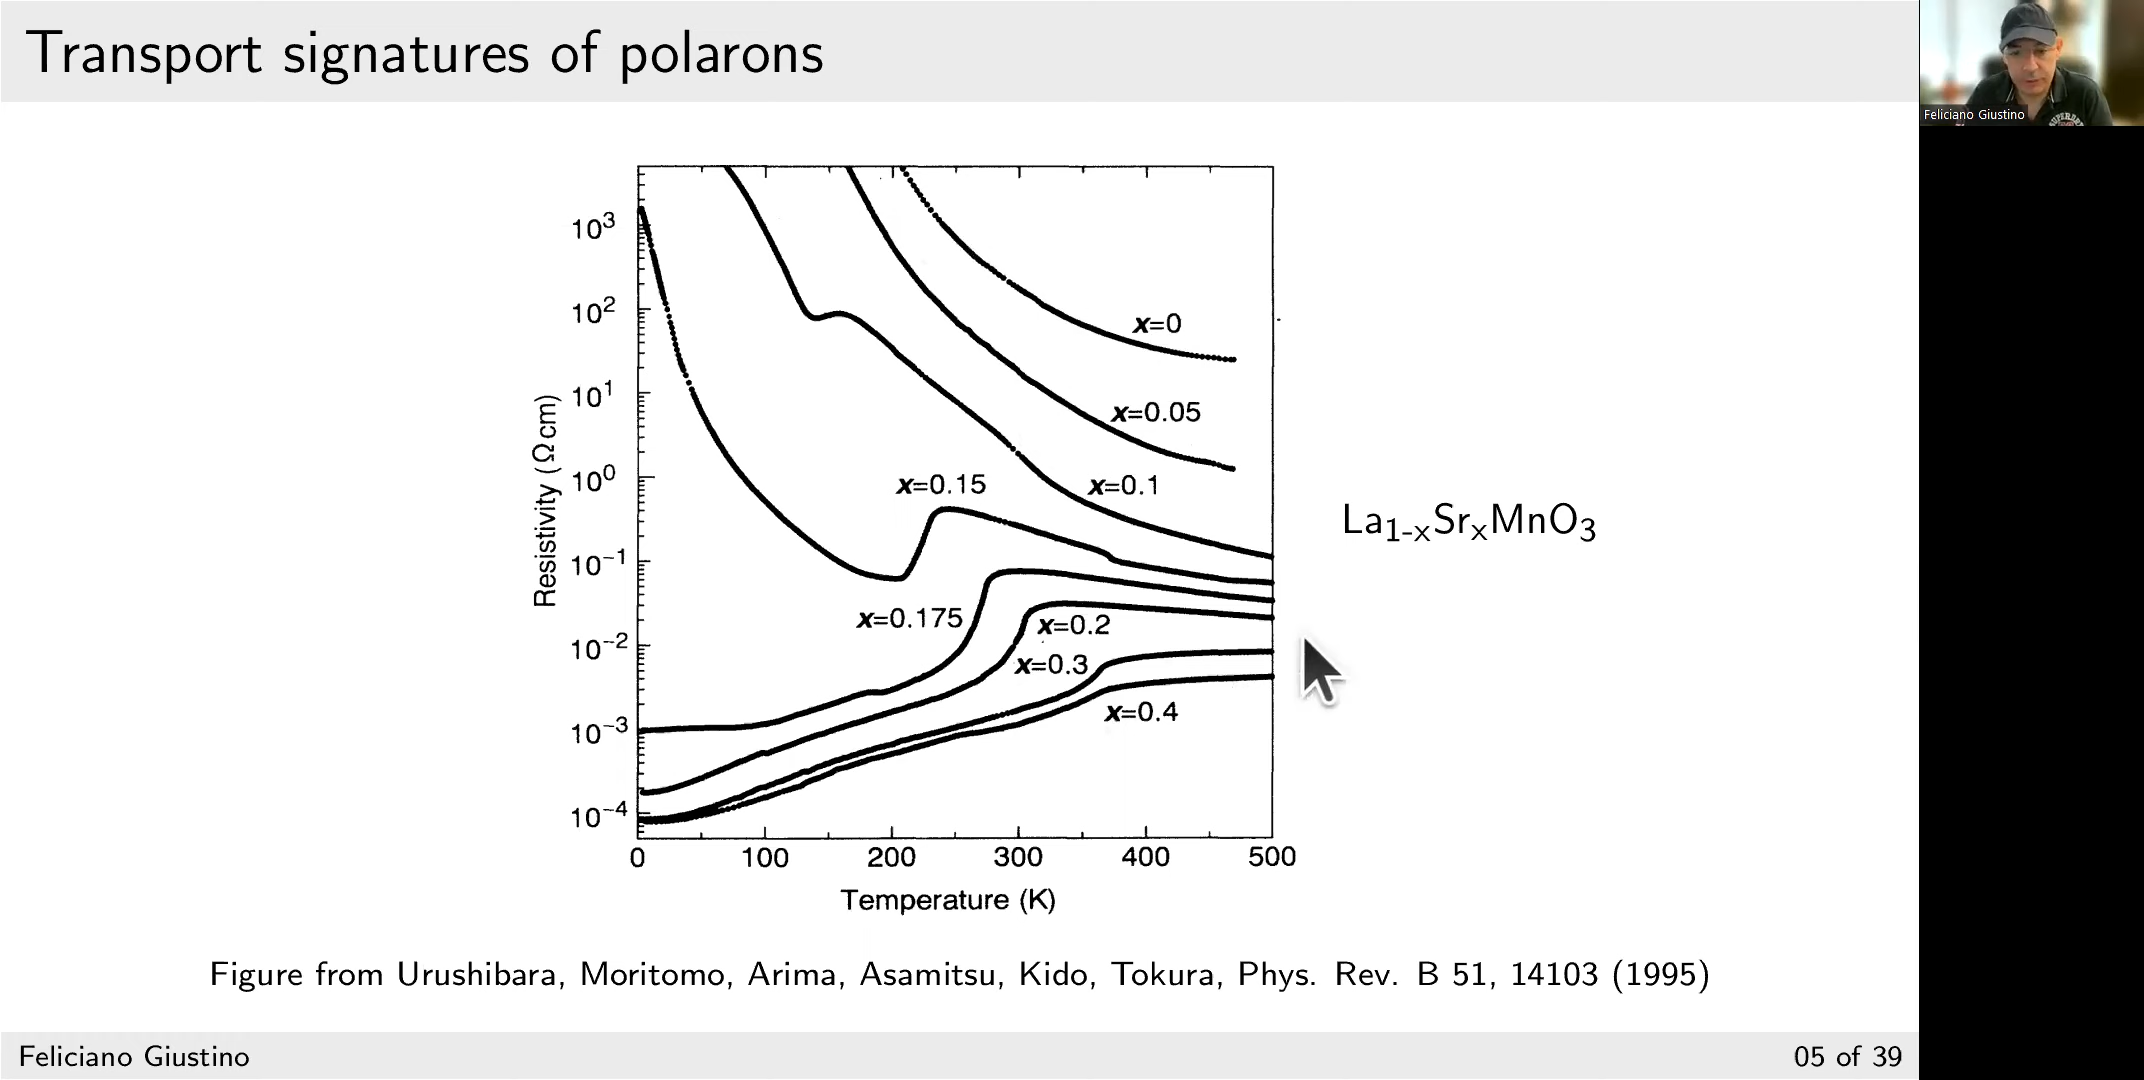 Transport signatures of polarons
Feliciano Giustino
10³
10²
10¹
10⁰
10⁻¹
10⁻²
10⁻³
10⁻⁴
Resistivity (Ω cm)
x=0
x=0.05
x=0.1
x=0.15
x=0.175
x=0.2
x=0.3
x=0.4
0 100 200 300 400 500
Temperature (K)
La₁₋ₓSrₓMnO₃
Figure from Urushibara, Moritomo, Arima, Asamitsu, Kido, Tokura, Phys. Rev. B 51, 14103 (1995)
Feliciano Giustino
05 of 39